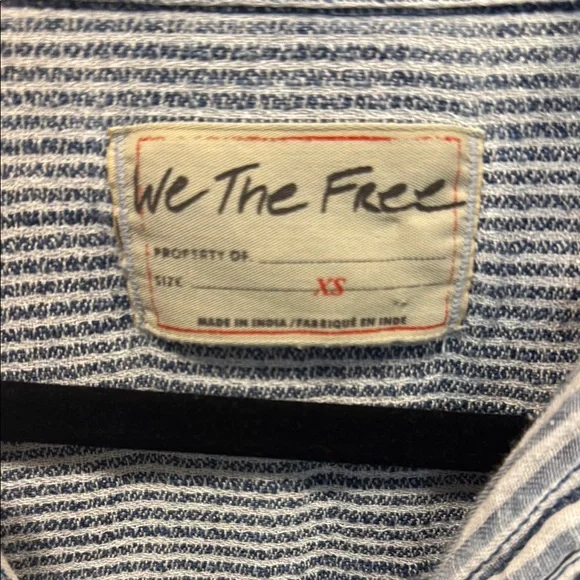 We The Free
PROPERTY OF
SIZE XS
MADE IN INDIA / FABRIQUÉ EN INDE